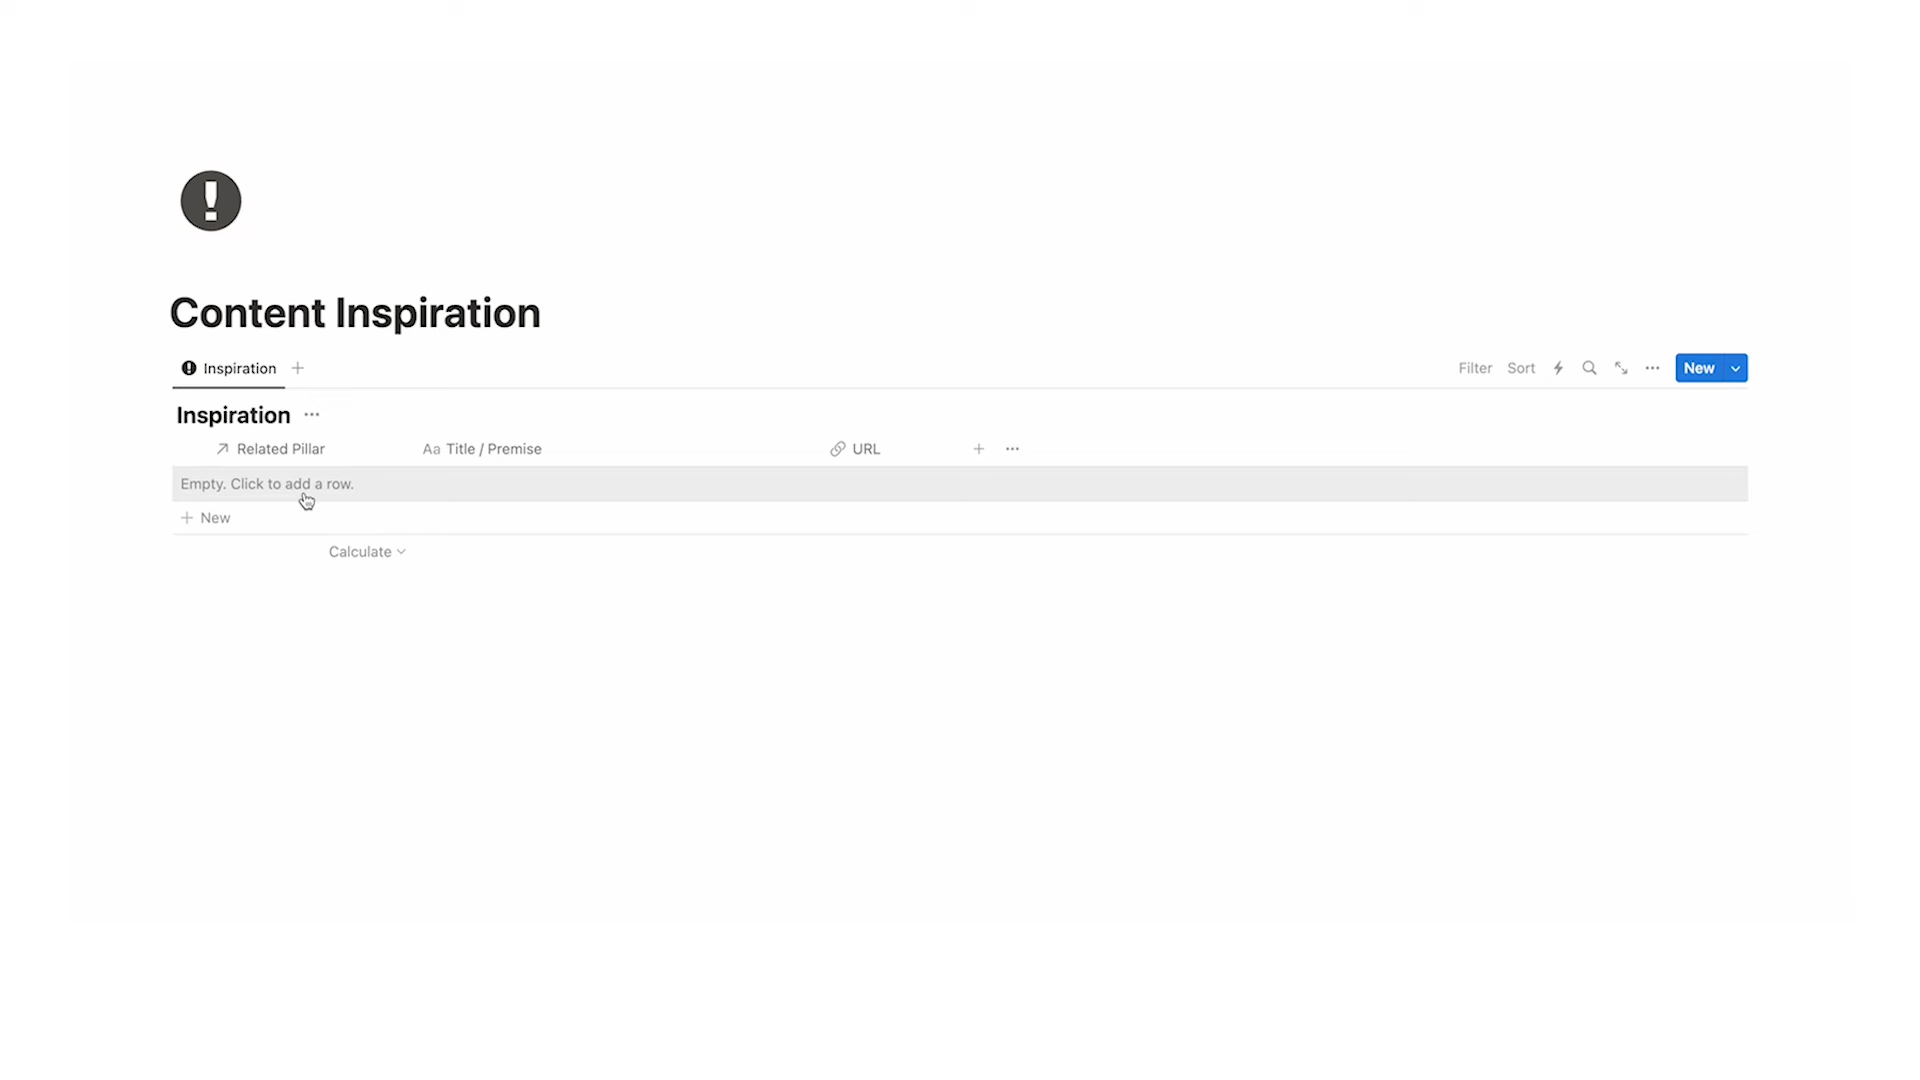 Content Inspiration
Inspiration
Filter Sort New
Inspiration
Related Pillar Aa Title / Premise URL
Empty. Click to add a row.
New
Calculate